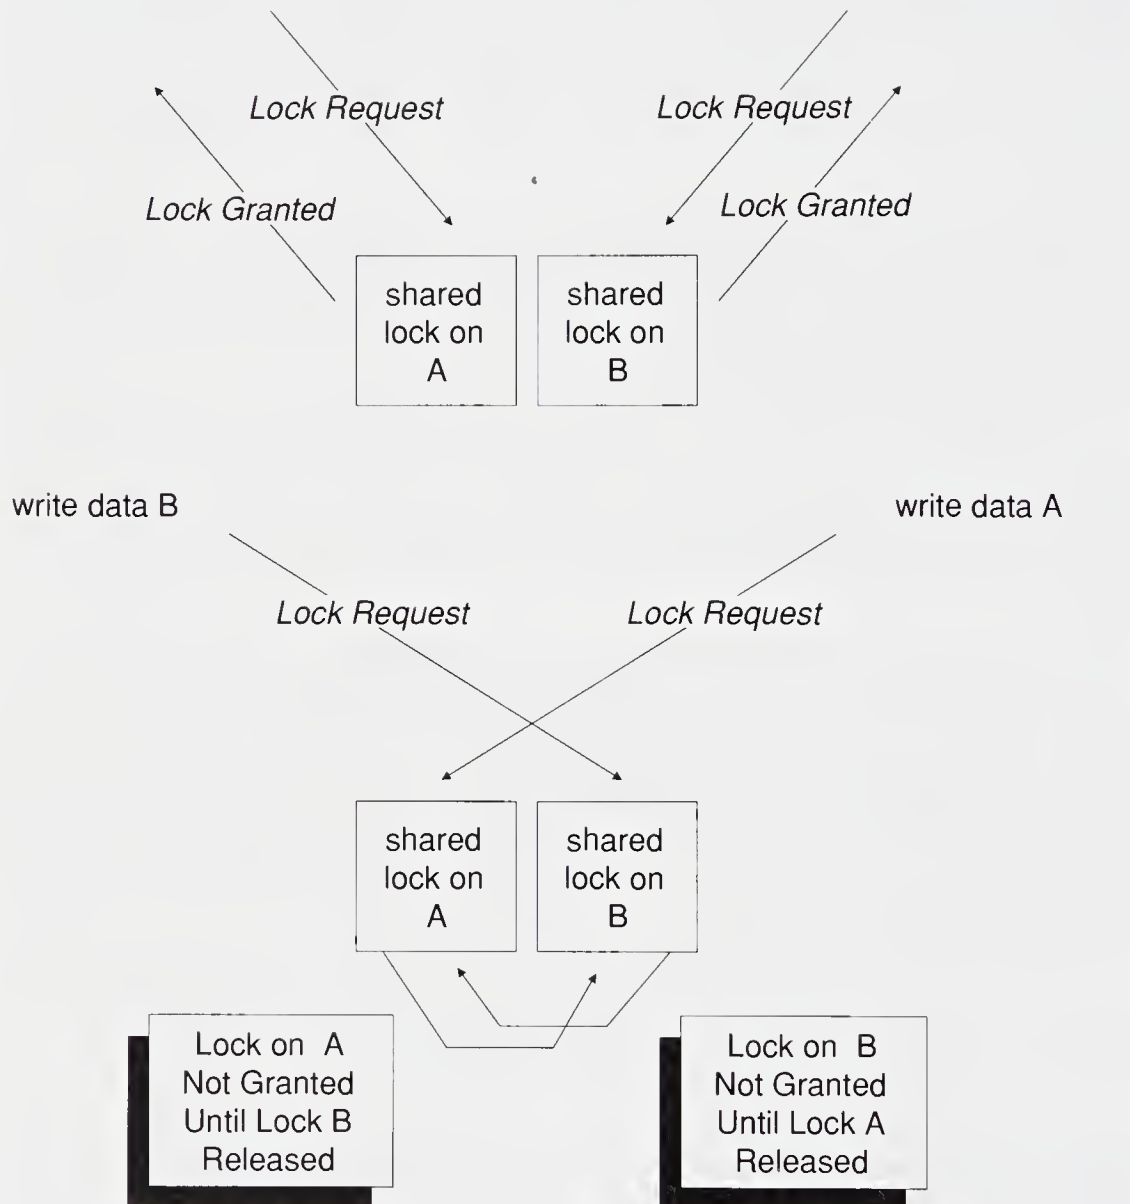 Lock Request
Lock Request
Lock Granted
Lock Granted
shared
lock on
A
shared
lock on
B
write data B
write data A
Lock Request
Lock Request
shared
lock on
A
shared
lock on
B
Lock on A
Not Granted
Until Lock B
Released
Lock on B
Not Granted
Until Lock A
Released